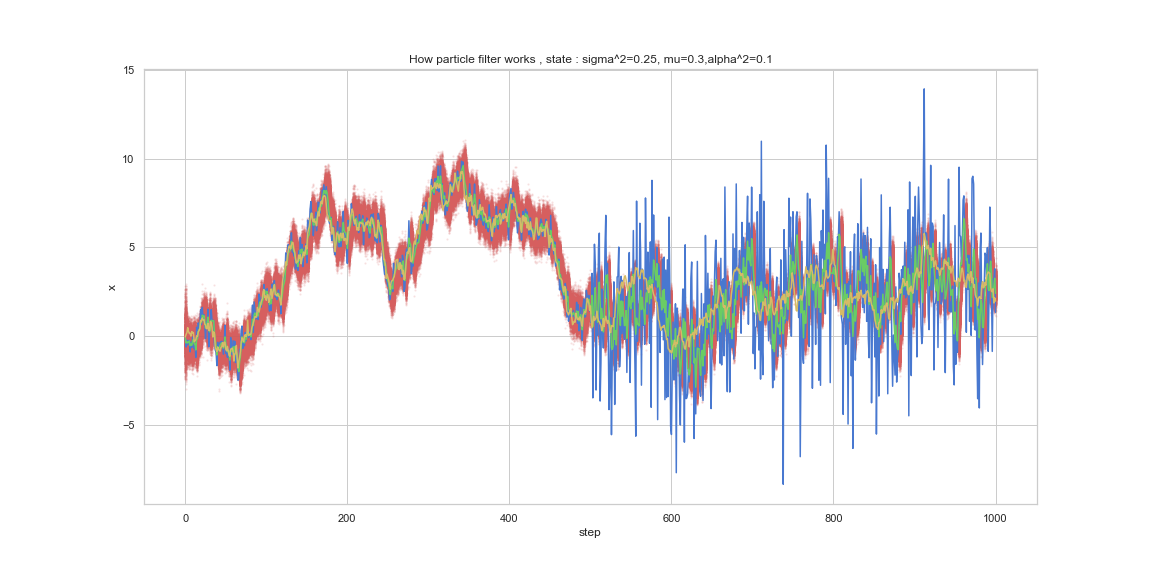 How particle filter works , state : sigma^2=0.25, mu=0.3,alpha^2=0.1
15
10
5
0
−5
x
0 200 400 600 800 1000
step